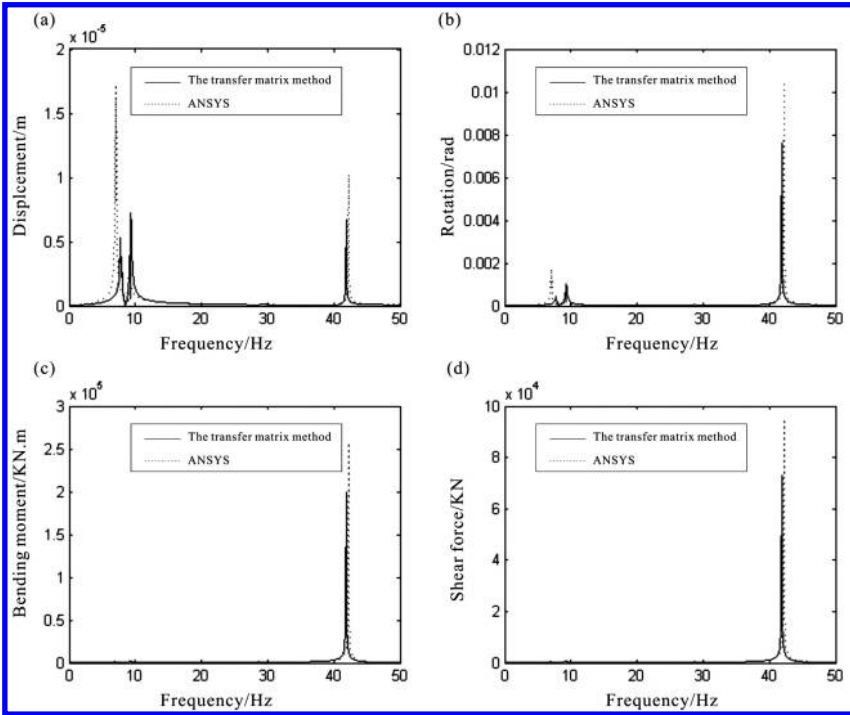 (a)
x 10^-5
2
1.5
1
0.5
0
0 10 20 30 40 50
Displcement/m
Frequency/Hz
The transfer matrix method
ANSYS
(b)
0.012
0.01
0.008
0.006
0.004
0.002
0
0 10 20 30 40 50
Rotation/rad
Frequency/Hz
The transfer matrix method
ANSYS
(c)
x 10^5
3
2.5
2
1.5
1
0.5
0
0 10 20 30 40 50
Bending moment/KN.m
Frequency/Hz
The transfer matrix method
ANSYS
(d)
x 10^4
10
8
6
4
2
0
0 10 20 30 40 50
Shear force/KN
Frequency/Hz
The transfer matrix method
ANSYS